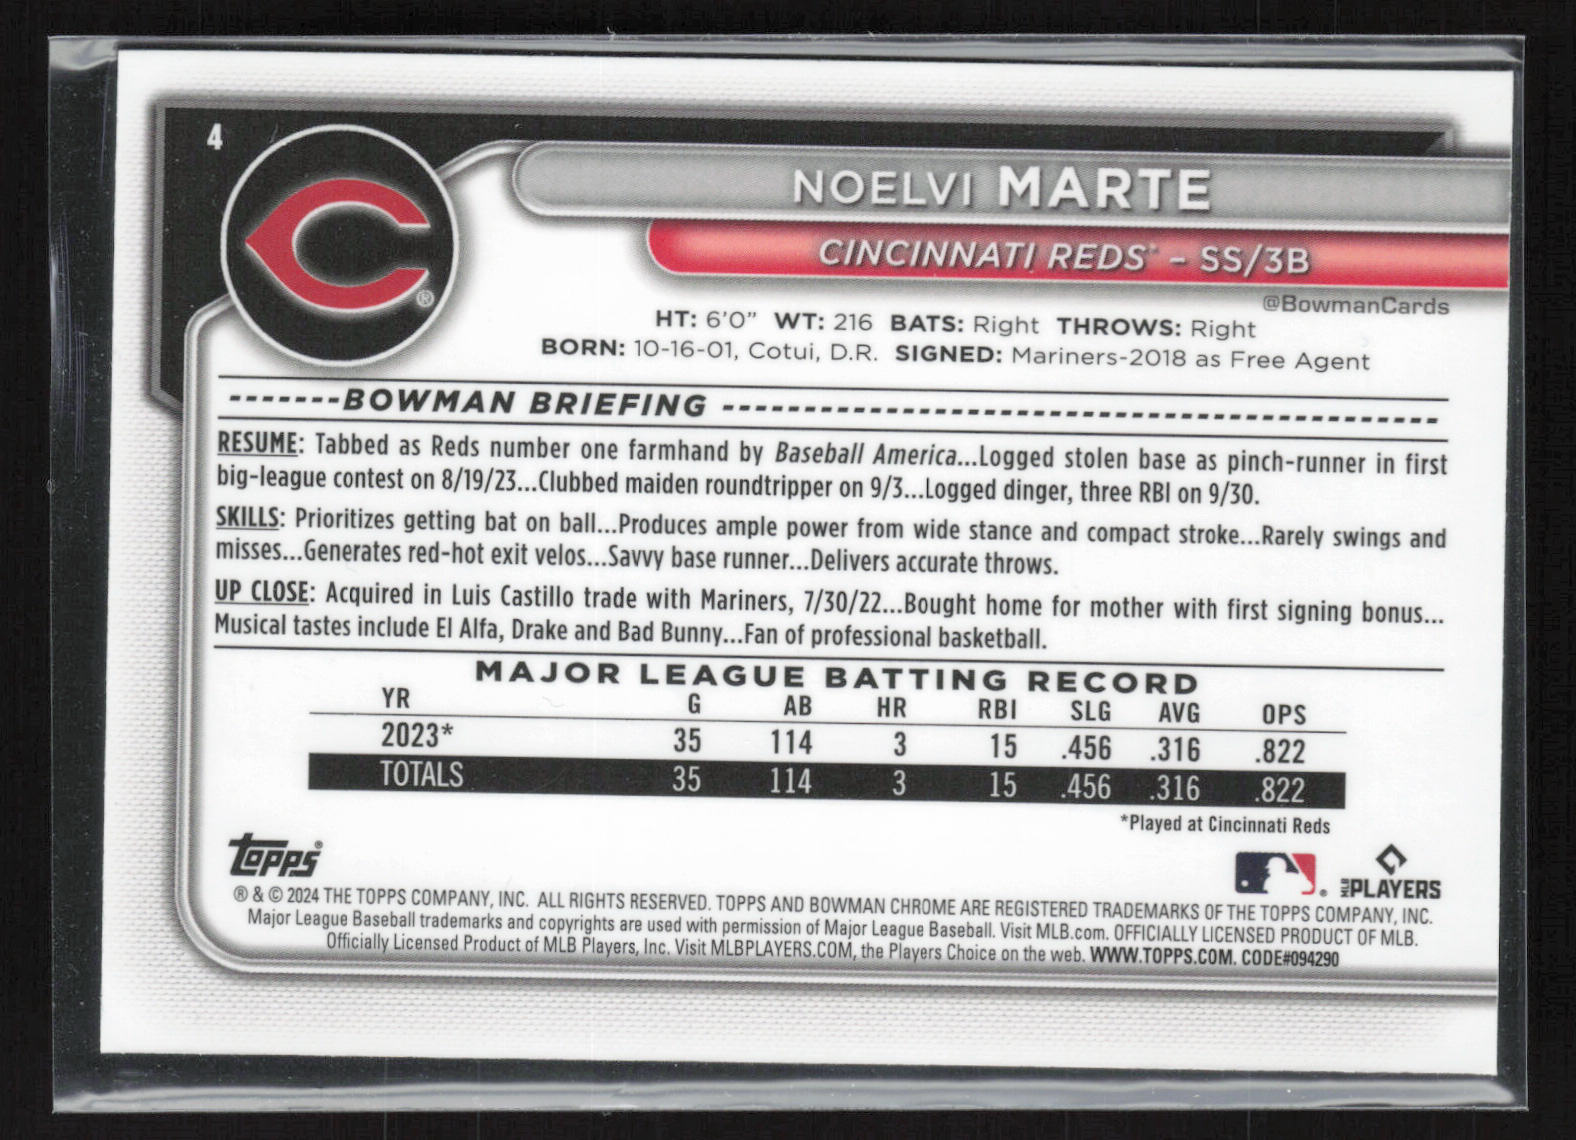 4
NOELVI MARTE
CINCINNATI REDS™ – SS/3B
@BowmanCards
HT: 6'0" WT: 216 BATS: Right THROWS: Right
BORN: 10-16-01, Cotui, D.R. SIGNED: Mariners-2018 as Free Agent
BOWMAN BRIEFING
RESUME: Tabbed as Reds number one farmhand by Baseball America...Logged stolen base as pinch-runner in first
big-league contest on 8/19/23...Clubbed maiden roundtripper on 9/3...Logged dinger, three RBI on 9/30.
SKILLS: Prioritizes getting bat on ball...Produces ample power from wide stance and compact stroke...Rarely swings and
misses...Generates red-hot exit velos...Savvy base runner...Delivers accurate throws.
UP CLOSE: Acquired in Luis Castillo trade with Mariners, 7/30/22...Bought home for mother with first signing bonus...
Musical tastes include El Alfa, Drake and Bad Bunny...Fan of professional basketball.
MAJOR LEAGUE BATTING RECORD
YR G AB HR RBI SLG AVG OPS
2023* 35 114 3 15 .456 .316 .822
TOTALS 35 114 3 15 .456 .316 .822
*Played at Cincinnati Reds
Topps®
MLB PLAYERS
® & © 2024 THE TOPPS COMPANY, INC. ALL RIGHTS RESERVED. TOPPS AND BOWMAN CHROME ARE REGISTERED TRADEMARKS OF THE TOPPS COMPANY, INC.
Major League Baseball trademarks and copyrights are used with permission of Major League Baseball. Visit MLB.com. OFFICIALLY LICENSED PRODUCT OF MLB.
Officially Licensed Product of MLB Players, Inc. Visit MLBPLAYERS.COM, the Players Choice on the web. WWW.TOPPS.COM. CODE#094290